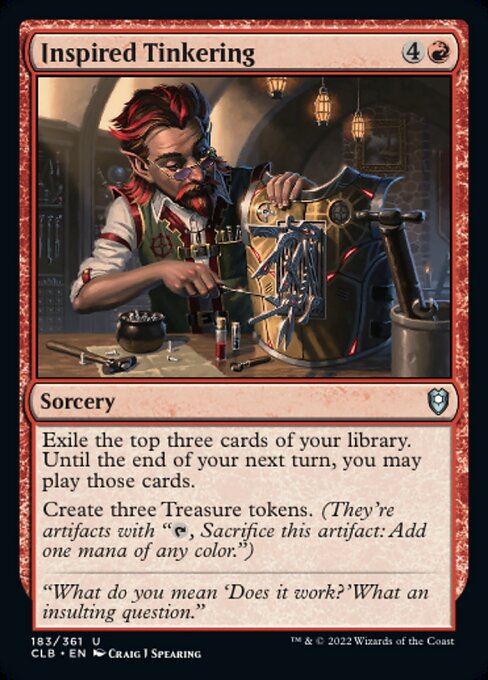 Inspired Tinkering 4
Sorcery
Exile the top three cards of your library.
Until the end of your next turn, you may
play those cards.
Create three Treasure tokens. (They’re
artifacts with “, Sacrifice this artifact: Add
one mana of any color.”)
“What do you mean ‘Does it work?’What an
insulting question.”
183/361 U
CLB • EN Craig J Spearing
™ & © 2022 Wizards of the Coast